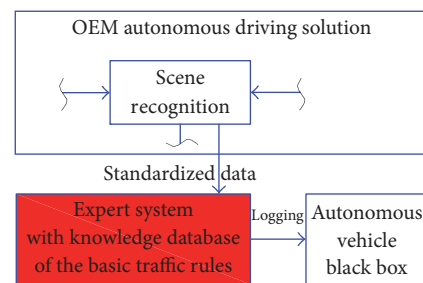 OEM autonomous driving solution
Scene
recognition
Standardized data
Expert system
with knowledge database
of the basic traffic rules
Logging
Autonomous
vehicle
black box